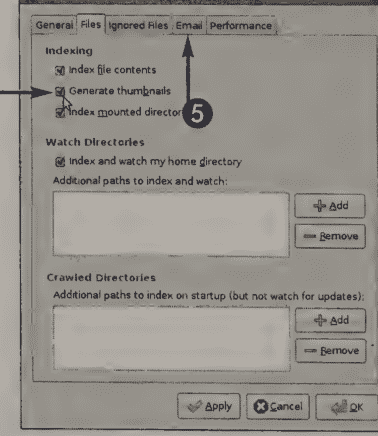 General Files Ignored Files Email Performance
Indexing
Index file contents
Generate thumbnails
Index mounted director
5
Watch Directories
Index and watch my home directory
Additional paths to index and watch:
Add
Remove
Crawled Directories
Additional paths to index on startup (but not watch for updates):
Add
Remove
Apply Cancel OK